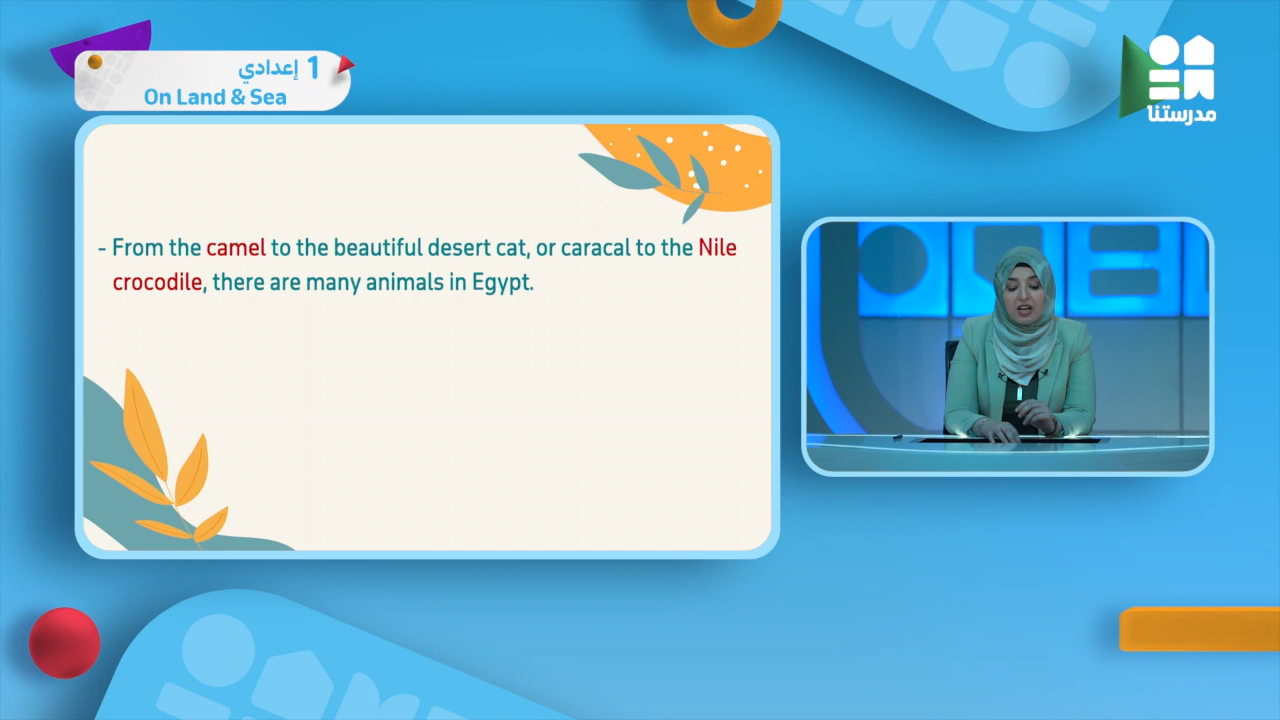 1 إعدادي
On Land & Sea
مدرستنا
- From the camel to the beautiful desert cat, or caracal to the Nile
crocodile, there are many animals in Egypt.